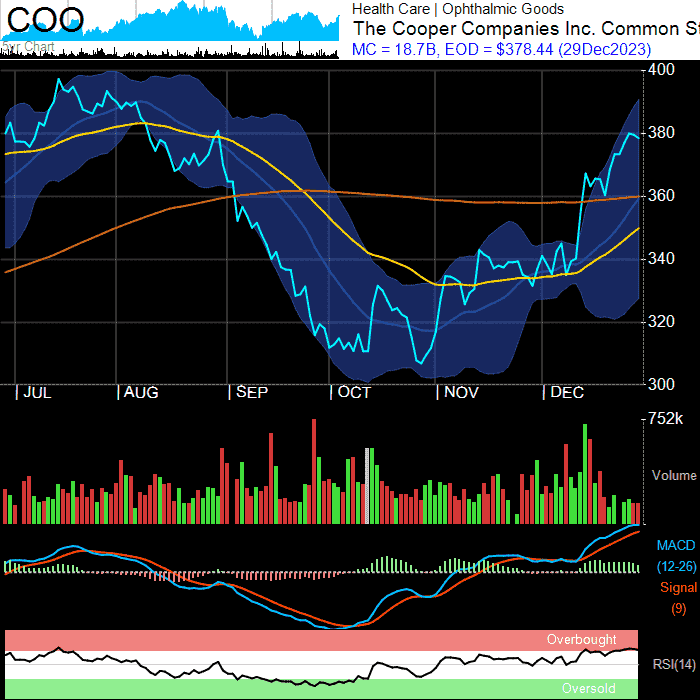 COO
5yr Chart
Health Care | Ophthalmic Goods
The Cooper Companies Inc. Common St
MC = 18.7B, EOD = $378.44 (29Dec2023)
400
380
360
340
320
300
| JUL | AUG | SEP | OCT | NOV | DEC
752k
Volume
MACD
(12-26)
Signal
(9)
Overbought
RSI(14)
Oversold